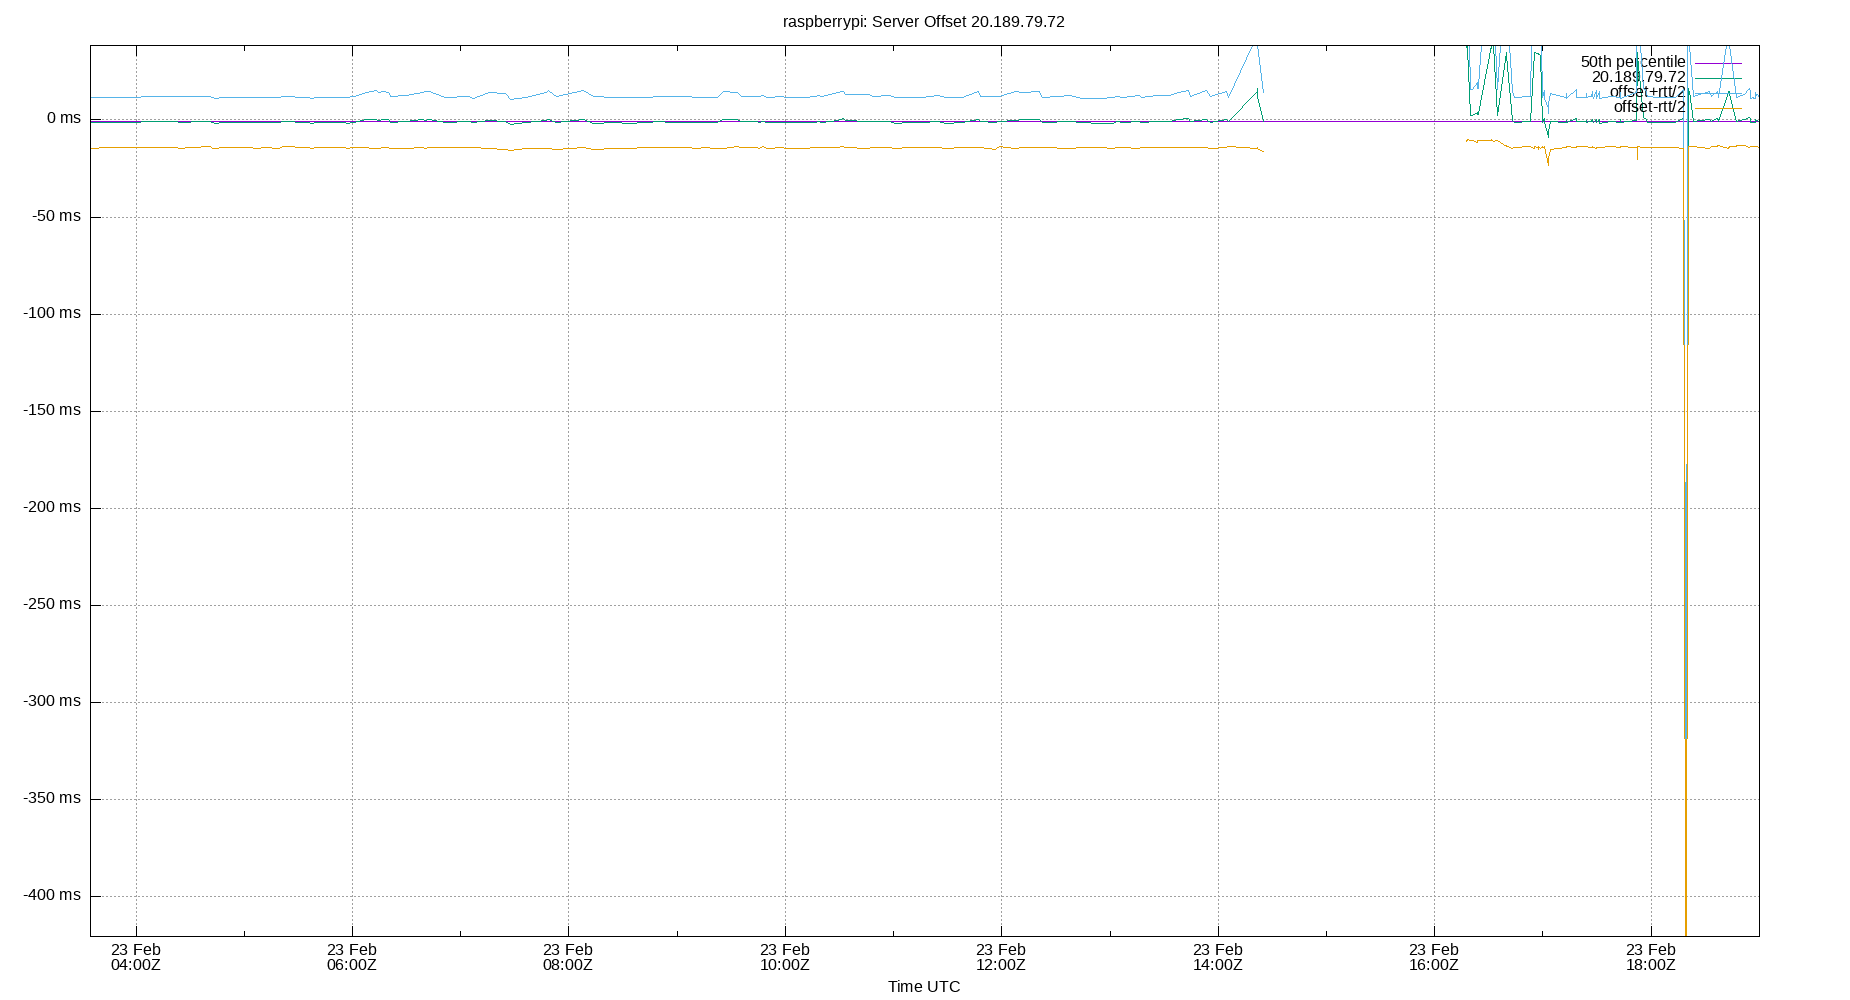 raspberrypi: Server Offset 20.189.79.72
50th percentile
20.189.79.72
offset+rtt/2
offset-rtt/2
0 ms
-50 ms
-100 ms
-150 ms
-200 ms
-250 ms
-300 ms
-350 ms
-400 ms
23 Feb 23 Feb 23 Feb 23 Feb 23 Feb 23 Feb 23 Feb 23 Feb
04:00Z 06:00Z 08:00Z 10:00Z 12:00Z 14:00Z 16:00Z 18:00Z
Time UTC